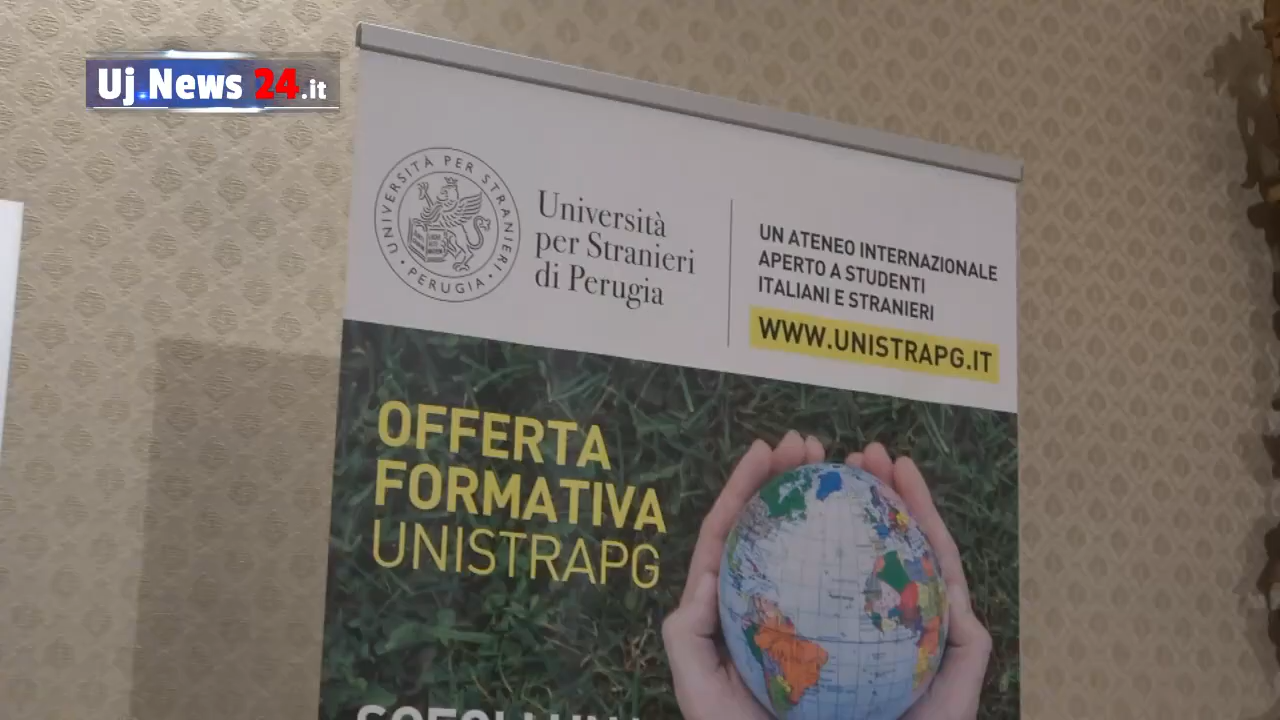 Uj.News 24.it
UNIVERSITÀ PER STRANIERI · PERUGIA ·
Università
per Stranieri
di Perugia
UN ATENEO INTERNAZIONALE
APERTO A STUDENTI
ITALIANI E STRANIERI
WWW.UNISTRAPG.IT
OFFERTA
FORMATIVA
UNISTRAPG